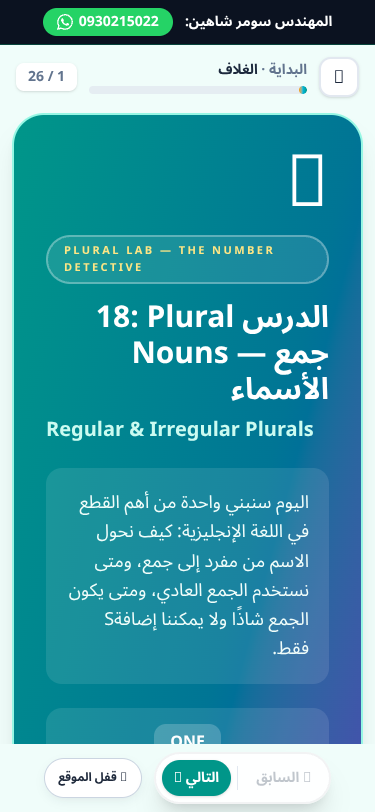 المهندس سومر شاهين: 0930215022
البداية · الغلاف
26 / 1
PLURAL LAB — THE NUMBER
DETECTIVE
الدرس 18: Plural
Nouns — جمع
الأسماء
Regular & Irregular Plurals
اليوم سنبني واحدة من أهم القطع
في اللغة الإنجليزية: كيف نحول
الاسم من مفرد إلى جمع، ومتى
نستخدم الجمع العادي، ومتى يكون
الجمع شاذًا ولا يمكننا إضافةS
فقط.
ONE
السابق
التالي
قفل الموقع